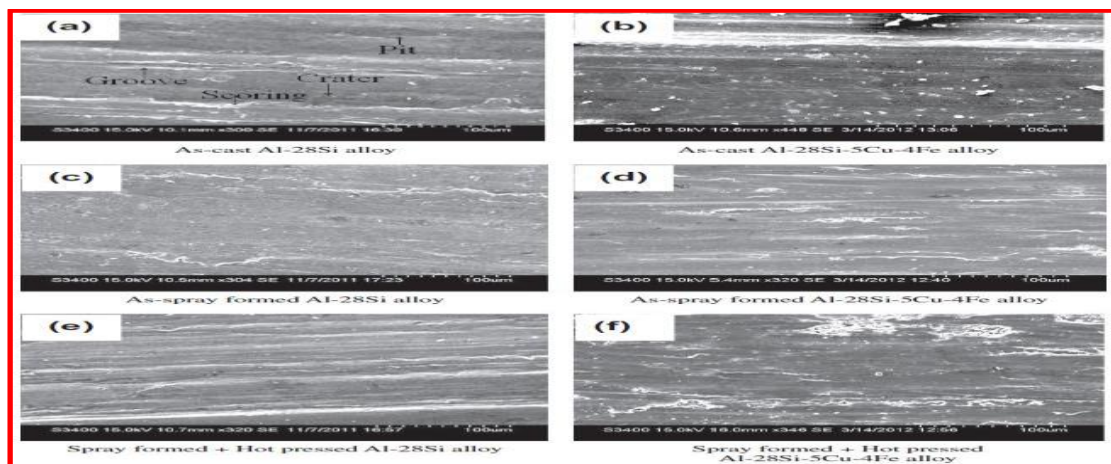 (a)
Pit
Groove
Crater
Scoring
S3400 15.0kV 10.1mm x300 SE 11/7/2011 16:39 100um
As-cast Al-28Si alloy
(b)
S3400 15.0kV 10.6mm x448 SE 3/14/2012 13:06 100um
As-cast Al-28Si-5Cu-4Fe alloy
(c)
S3400 15.0kV 10.5mm x304 SE 11/7/2011 17:23 100um
As-spray formed Al-28Si alloy
(d)
S3400 15.0kV 5.4mm x320 SE 3/14/2012 12:40 100um
As-spray formed Al-28Si-5Cu-4Fe alloy
(e)
S3400 15.0kV 10.7mm x320 SE 11/7/2011 16:57 100um
Spray formed + Hot pressed Al-28Si alloy
(f)
S3400 15.0kV 16.0mm x346 SE 3/14/2012 12:56 100um
Spray formed + Hot pressed
Al-28Si-5Cu-4Fe alloy